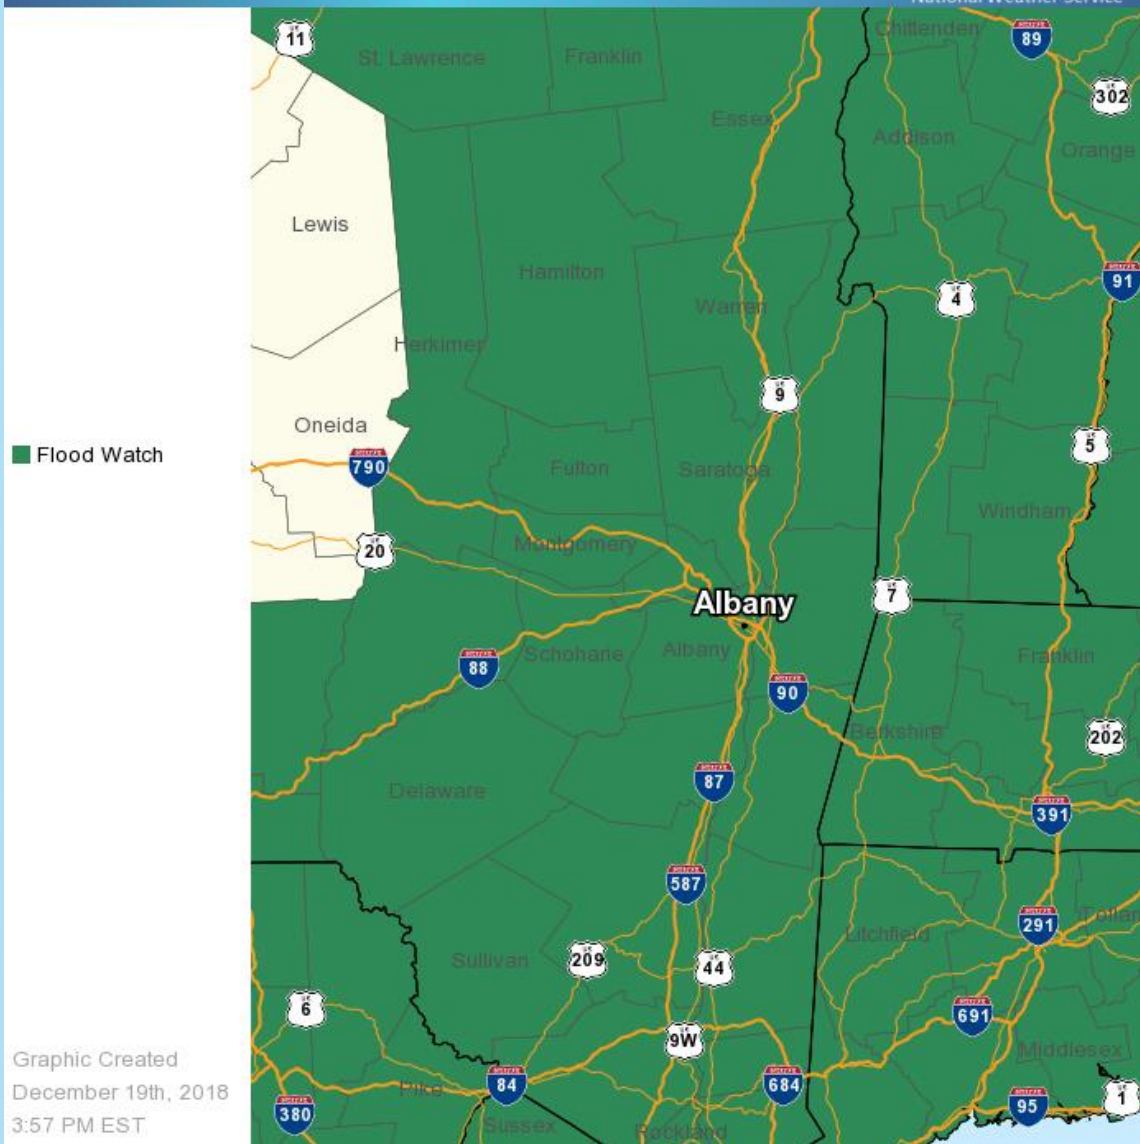 National Weather Service
11
89
Chittenden
St. Lawrence
Franklin
302
Essex
Addison
Orange
Lewis
Hamilton
91
4
Warren
Herkimer
9
Oneida
5
Flood Watch
790
Fulton
Saratoga
Windham
20
Montgomery
Albany
7
Schoharie
Albany
Franklin
88
90
Berkshire
202
87
Delaware
391
587
291
Tollan
Litchfield
Sullivan
209
44
6
691
9W
Middlesex
Graphic Created
December 19th, 2018
3:57 PM EST
Pike
84
684
95
1
380
Sussex
Rockland